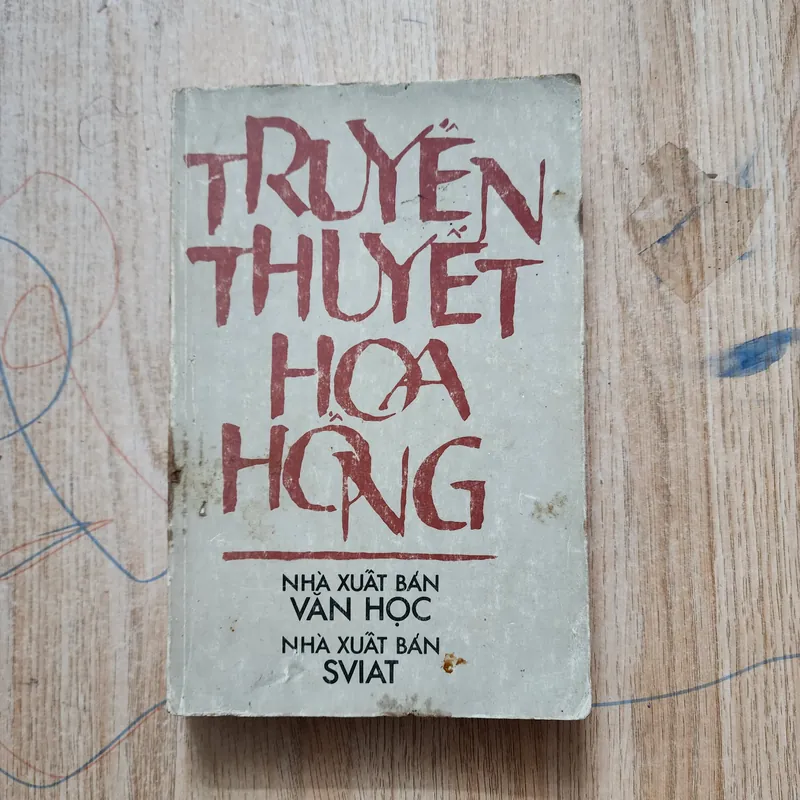 TRUYỀN
THUYẾT
HOA
HỒNG
NHÀ XUẤT BẢN
VĂN HỌC
NHÀ XUẤT BẢN
SVIAT